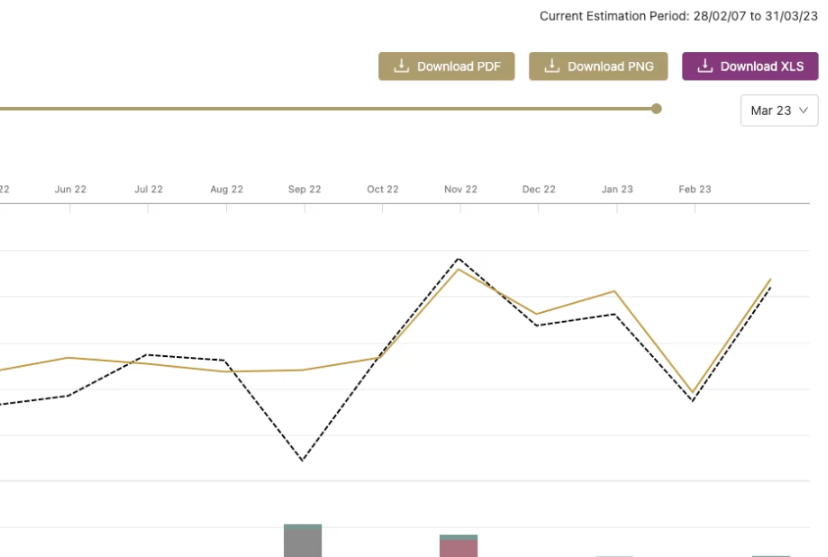 Current Estimation Period: 28/02/07 to 31/03/23
Download PDF
Download PNG
Download XLS
Mar 23
22
Jun 22
Jul 22
Aug 22
Sep 22
Oct 22
Nov 22
Dec 22
Jan 23
Feb 23